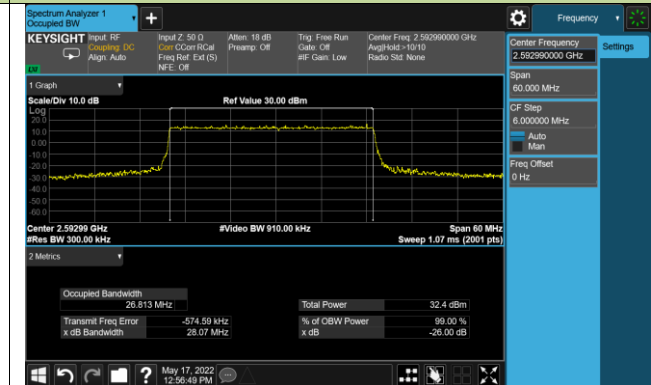 Spectrum Analyzer 1
Occupied BW
+
Frequency
KEYSIGHT
Input: RF
Coupling: DC
Align: Auto
Input Z: 50 Ω
Corr CCorr RCal
Freq Ref: Ext (S)
NFE: Off
Atten: 18 dB
Preamp: Off
Trig: Free Run
Gate: Off
#IF Gain: Low
Center Freq: 2.592990000 GHz
Avg|Hold:>10/10
Radio Std: None
LM
Center Frequency
2.592990000 GHz
Settings
Span
60.000 MHz
CF Step
6.000000 MHz
Auto
Man
Freq Offset
0 Hz
1 Graph
Scale/Div 10.0 dB
Ref Value 30.00 dBm
Log
20.0
10.0
0.00
-10.0
-20.0
-30.0
-40.0
-50.0
-60.0
Center 2.59299 GHz
#Video BW 910.00 kHz
Span 60 MHz
#Res BW 300.00 kHz
Sweep 1.07 ms (2001 pts)
2 Metrics
Occupied Bandwidth
26.813 MHz
Total Power
32.4 dBm
Transmit Freq Error
-574.59 kHz
% of OBW Power
99.00 %
x dB Bandwidth
28.07 MHz
x dB
-26.00 dB
?
May 17, 2022
12:56:49 PM